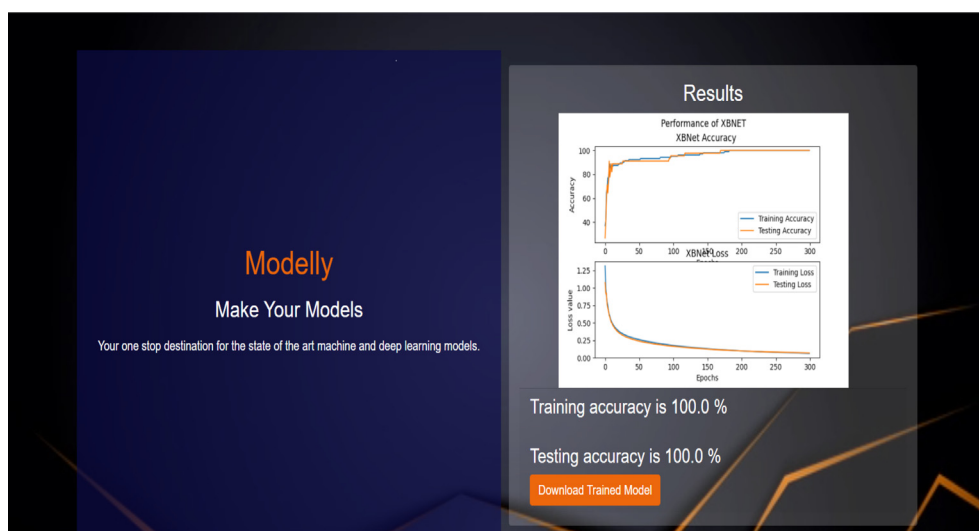 Modelly
Make Your Models
Your one stop destination for the state of the art machine and deep learning models.
Results
Performance of XBNET
XBNet Accuracy
100
80
60
40
Accuracy
Training Accuracy
Testing Accuracy
0 50 100 150 200 250 300
XBNet Loss
1.25
1.00
0.75
0.50
0.25
0.00
Loss value
Training Loss
Testing Loss
0 50 100 150 200 250 300
Epochs
Training accuracy is 100.0 %
Testing accuracy is 100.0 %
Download Trained Model